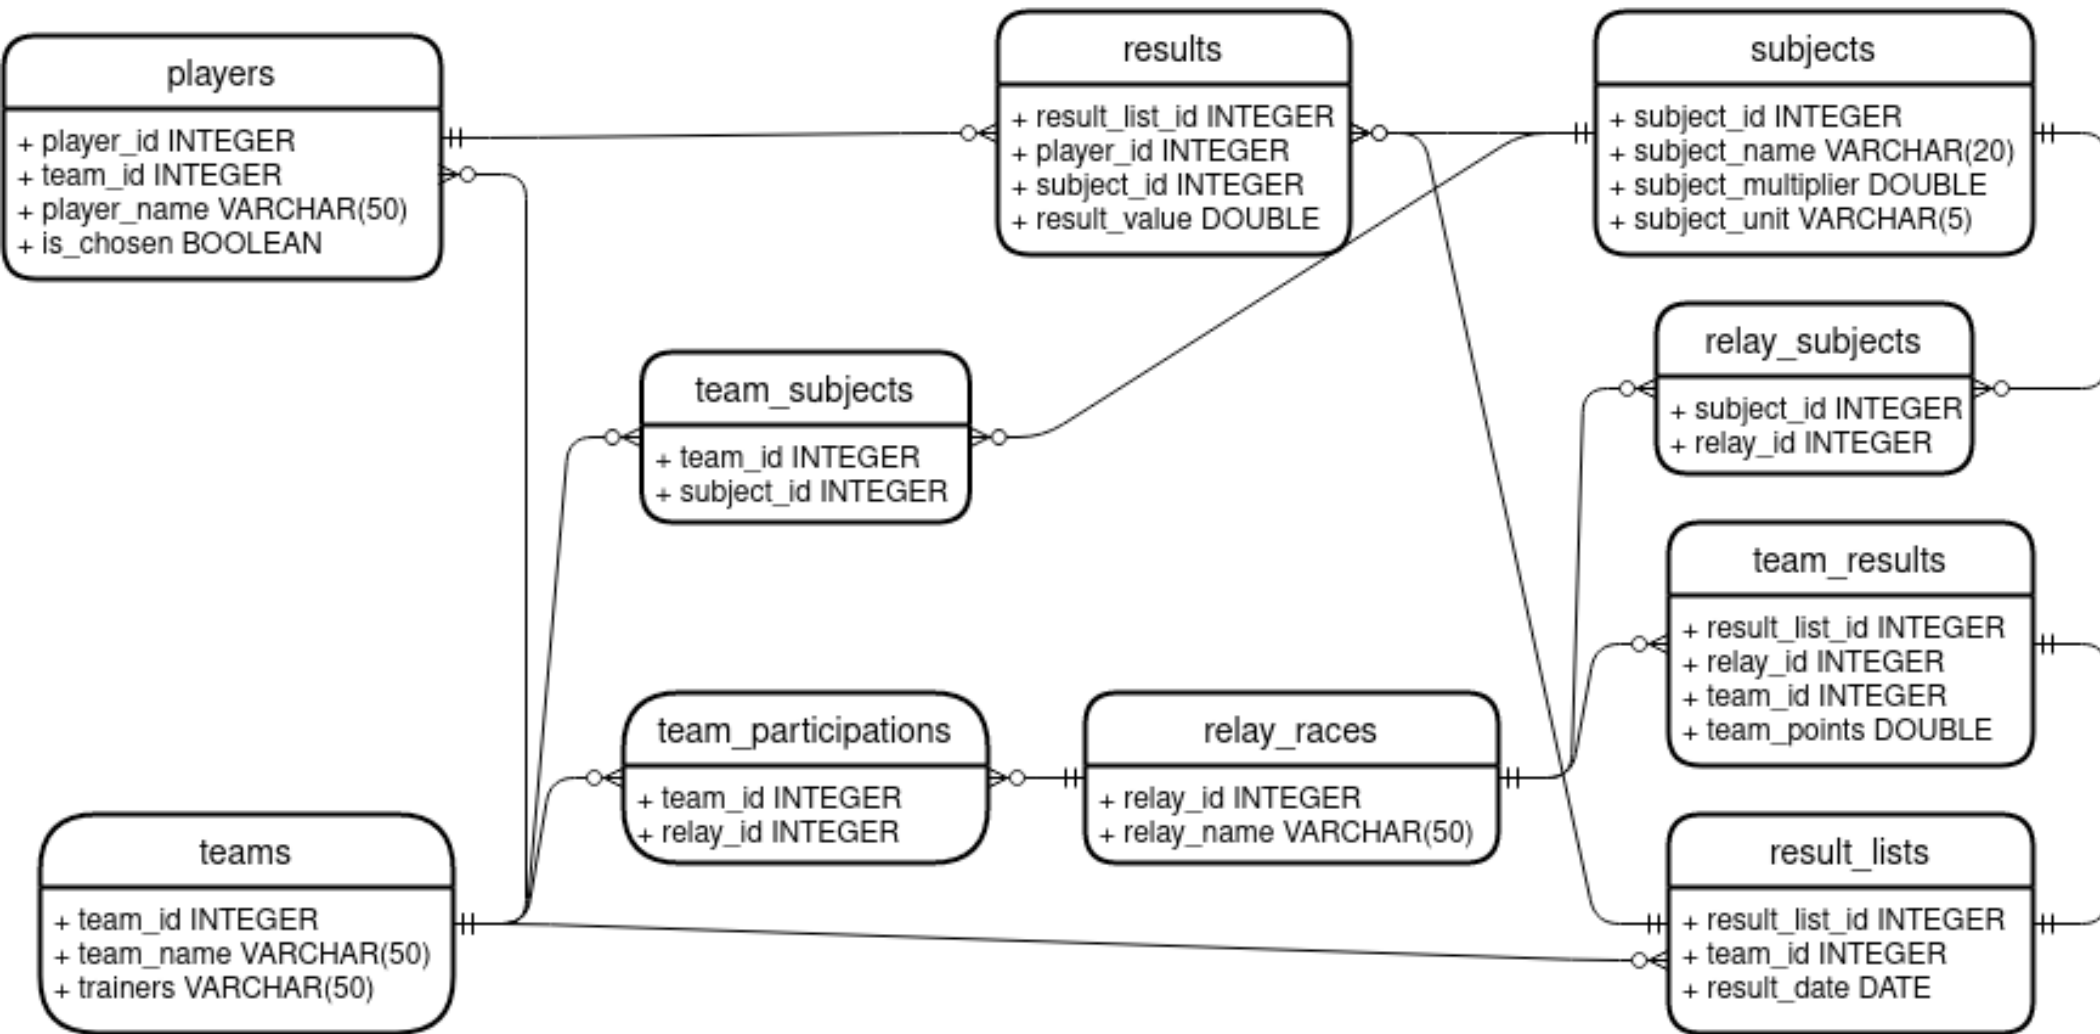 players
+ player_id INTEGER
+ team_id INTEGER
+ player_name VARCHAR(50)
+ is_chosen BOOLEAN
results
+ result_list_id INTEGER
+ player_id INTEGER
+ subject_id INTEGER
+ result_value DOUBLE
subjects
+ subject_id INTEGER
+ subject_name VARCHAR(20)
+ subject_multiplier DOUBLE
+ subject_unit VARCHAR(5)
relay_subjects
+ subject_id INTEGER
+ relay_id INTEGER
team_subjects
+ team_id INTEGER
+ subject_id INTEGER
team_results
+ result_list_id INTEGER
+ relay_id INTEGER
+ team_id INTEGER
+ team_points DOUBLE
team_participations
+ team_id INTEGER
+ relay_id INTEGER
relay_races
+ relay_id INTEGER
+ relay_name VARCHAR(50)
teams
+ team_id INTEGER
+ team_name VARCHAR(50)
+ trainers VARCHAR(50)
result_lists
+ result_list_id INTEGER
+ team_id INTEGER
+ result_date DATE